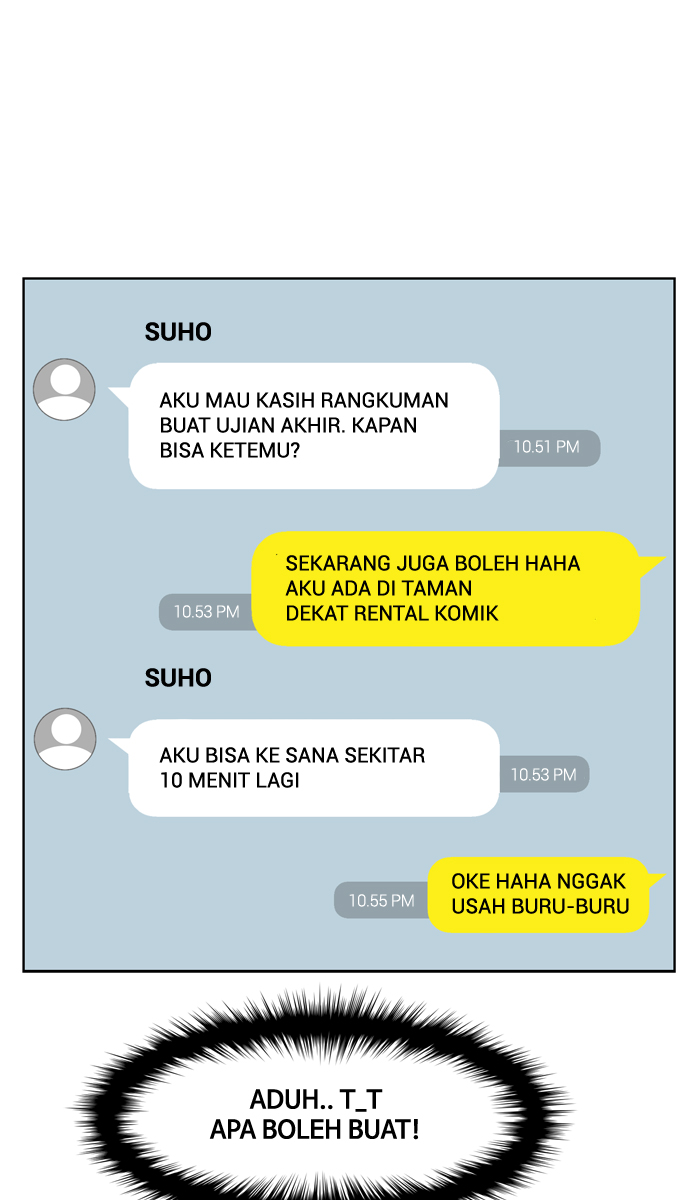 SUHO
AKU MAU KASIH RANGKUMAN
BUAT UJIAN AKHIR. KAPAN
BISA KETEMU?
10.51 PM
SEKARANG JUGA BOLEH HAHA
AKU ADA DI TAMAN
DEKAT RENTAL KOMIK
10.53 PM
SUHO
AKU BISA KE SANA SEKITAR
10 MENIT LAGI
10.53 PM
OKE HAHA NGGAK
USAH BURU-BURU
10.55 PM
ADUH.. T_T
APA BOLEH BUAT!